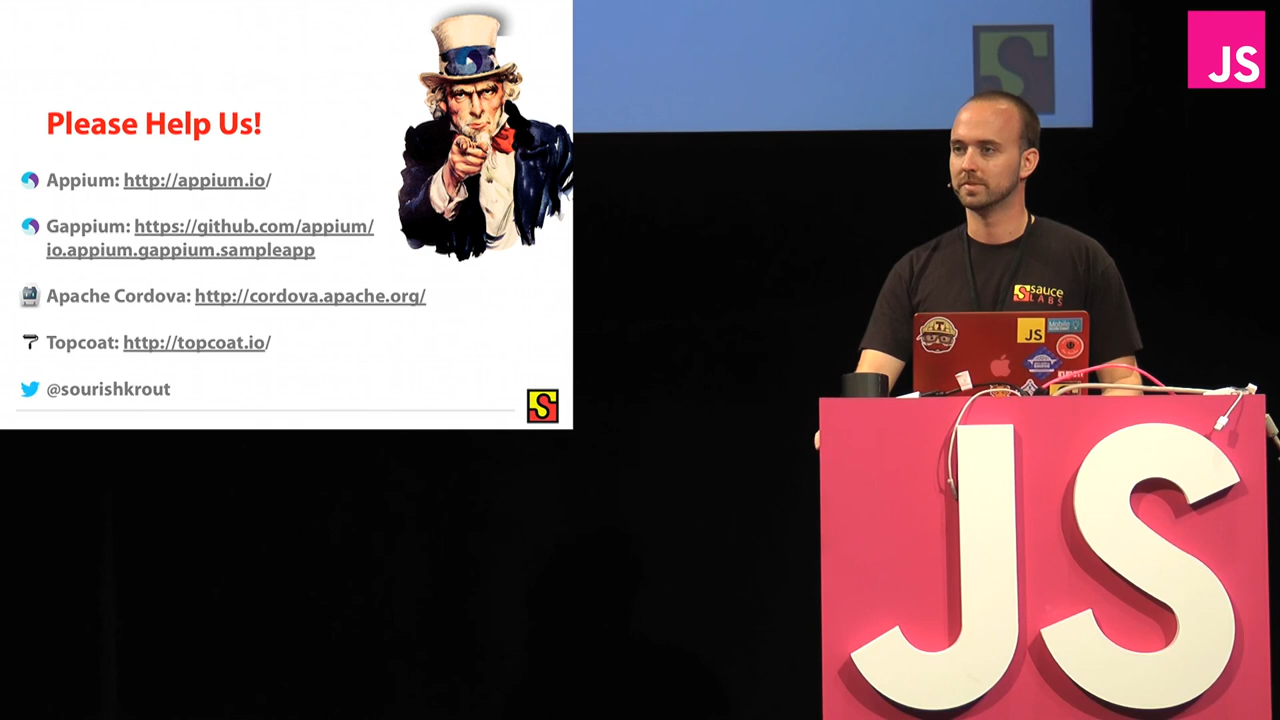 Please Help Us!
Appium: http://appium.io/
Gappium: https://github.com/appium/
io.appium.gappium.sampleapp
Apache Cordova: http://cordova.apache.org/
Topcoat: http://topcoat.io/
@sourishkrout
S
S
JS
sauce
LABS
JS
Mobile
T
JS